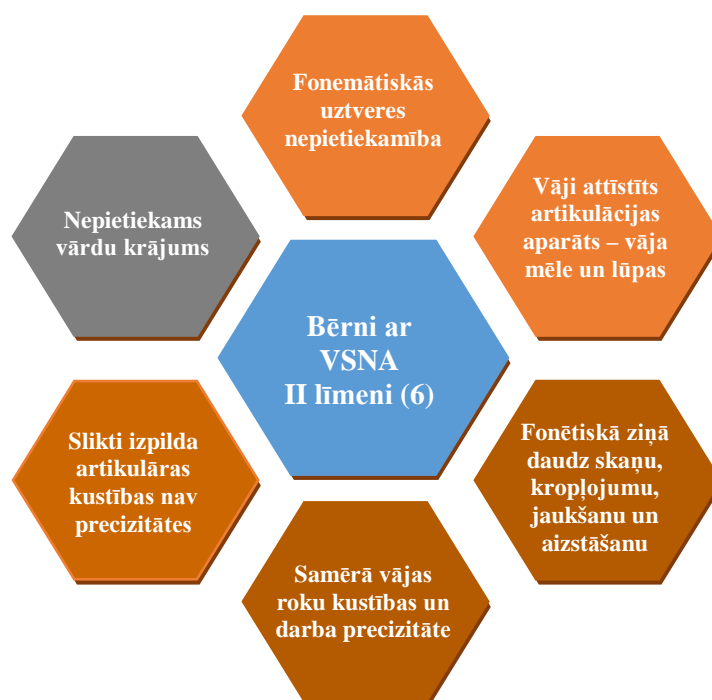 Fonemātiskās
uztveres
nepietiekamība
Nepietiekams
vārdu krājums
Vāji attīstīts
artikulācijas
aparāts – vāja
mēle un lūpas
Bērni ar
VSNA
II līmeni (6)
Slikti izpilda
artikulāras
kustības nav
precizitātes
Fonētiskā ziņā
daudz skaņu,
kropļojumu,
jaukšanu un
aizstāšanu
Samērā vājas
roku kustības un
darba precizitāte